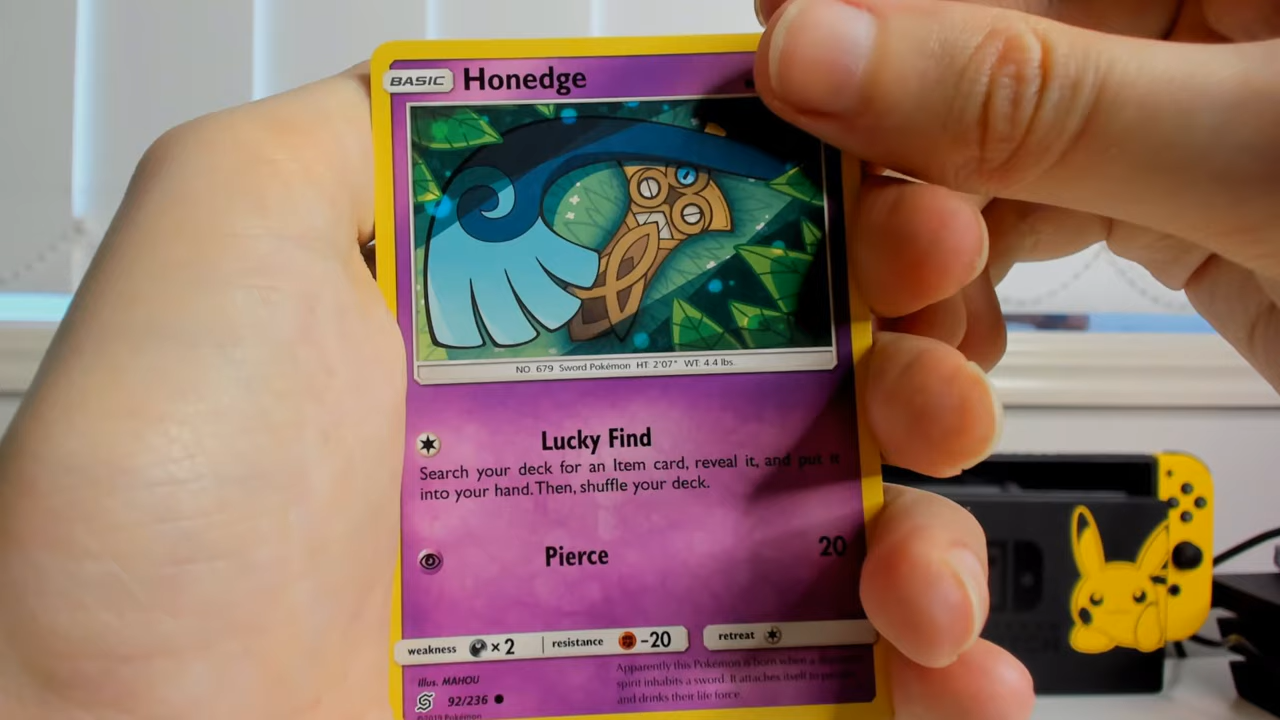 BASIC Honedge
NO 679 Sword Pokémon HT: 2'07" WT: 4.4 lbs.
Lucky Find
Search your deck for an Item card, reveal it, and put it
into your hand. Then, shuffle your deck.
Pierce 20
weakness ×2 resistance -20 retreat
Illus. MAHOU
92/236
©2019 Pokémon
Apparently this Pokémon is born when a
spirit inhabits a sword. It attaches itself to
and drinks their life force.